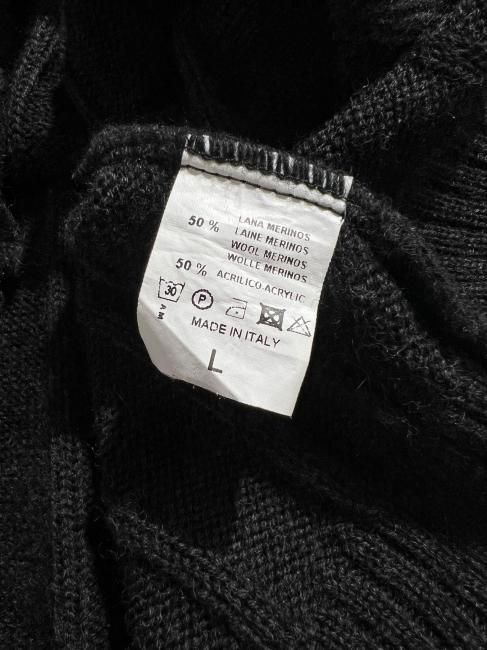 50 % LANA MERINOS
LAINE MERINOS
WOOL MERINOS
WOLLE MERINOS
50 % ACRILICO-ACRYLIC
30 P
A M
MADE IN ITALY
L